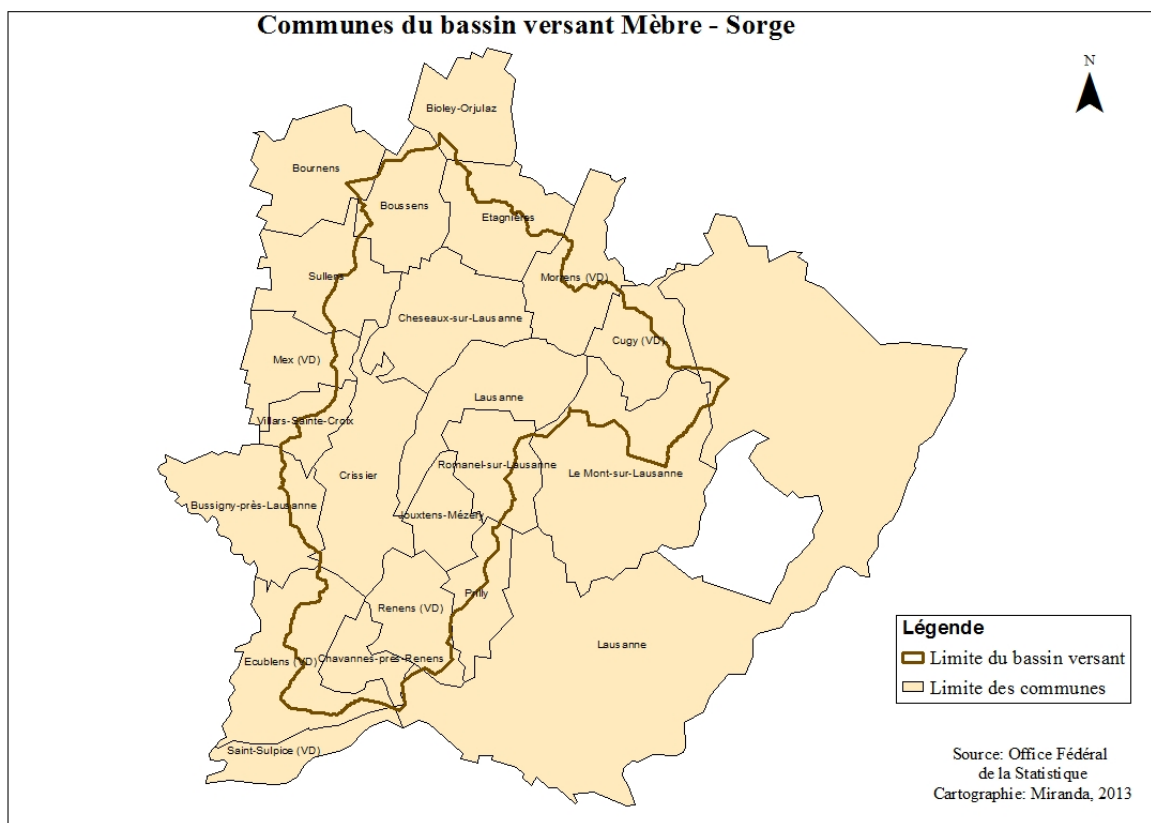 Communes du bassin versant Mèbre - Sorge
N
Bioley-Orjulaz
Bournens
Boussens
Etagnières
Sullens
Morrens (VD)
Cheseaux-sur-Lausanne
Cugy (VD)
Mex (VD)
Lausanne
Villars-Sainte-Croix
Romanel-sur-Lausanne
Crissier
Le Mont-sur-Lausanne
Bussigny-près-Lausanne
Jouxtens-Mézery
Prilly
Renens (VD)
Lausanne
Ecublens (VD)
Chavannes-près-Renens
Saint-Sulpice (VD)
Légende
Limite du bassin versant
Limite des communes
Source: Office Fédéral
de la Statistique
Cartographie: Miranda, 2013